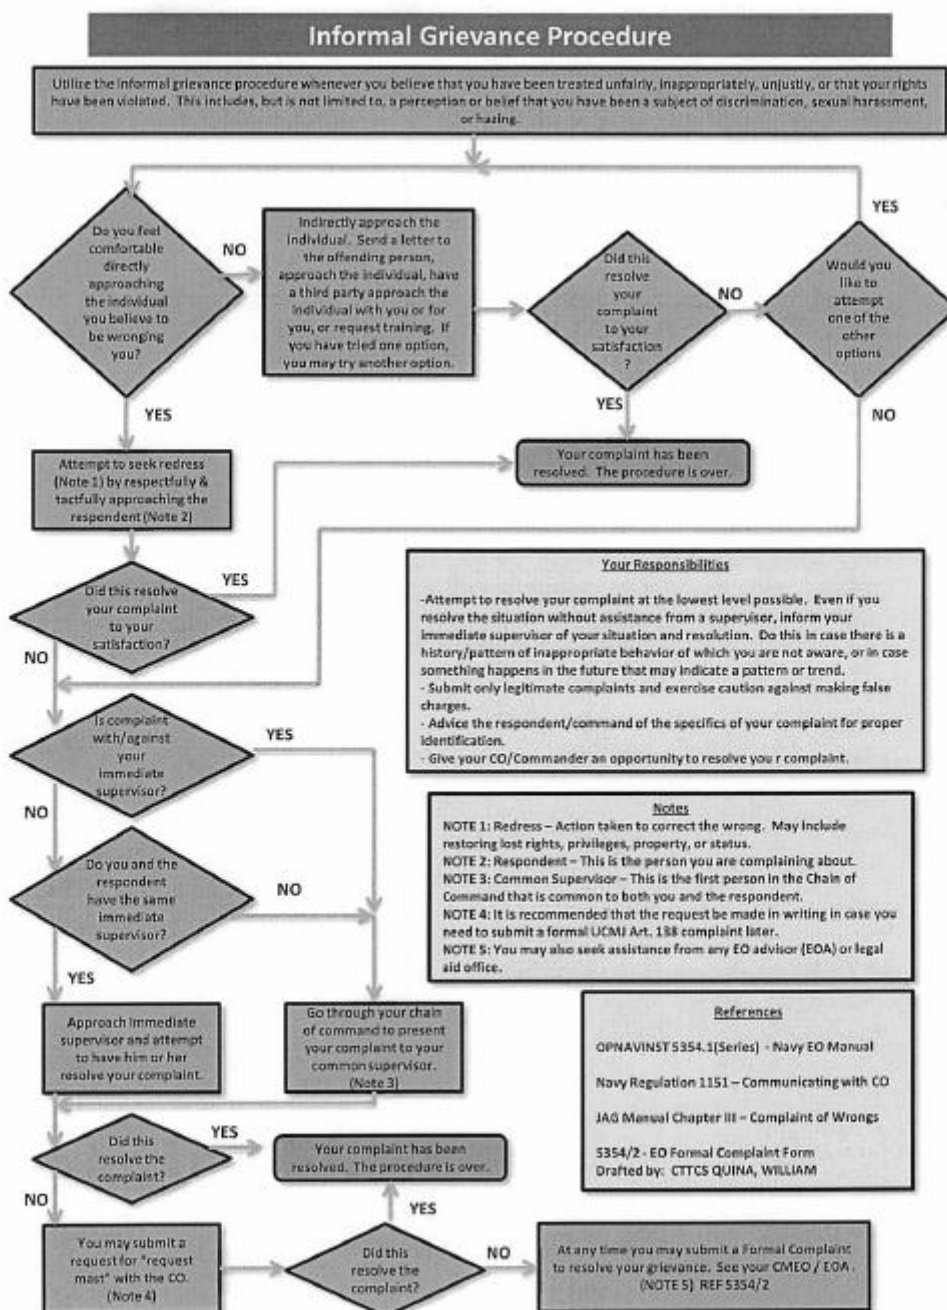 Informal Grievance Procedure
Utilize the informal grievance procedure whenever you believe that you have been treated unfairly, inappropriately, unjustly, or that your rights
have been violated. This includes, but is not limited to, a perception or belief that you have been a subject of discrimination, sexual harassment,
or hazing.
YES
Do you feel
comfortable
directly
approaching
the individual
you believe to
be wronging
you?
NO
Indirectly approach the
individual. Send a letter to
the offending person,
approach the individual, have
a third party approach the
individual with you or for
you, or request training. If
you have tried one option,
you may try another option.
Did this
resolve
your
complaint
to your
satisfaction
?
NO
Would you
like to
attempt
one of the
other
options
YES
YES
NO
Attempt to seek redress
(Note 1) by respectfully &
tactfully approaching the
respondent (Note 2)
Your complaint has been
resolved. The procedure is over.
Did this resolve
your complaint
to your
satisfaction?
YES
NO
Your Responsibilities
-Attempt to resolve your complaint at the lowest level possible. Even if you
resolve the situation without assistance from a supervisor, inform your
immediate supervisor of your situation and resolution. Do this in case there is a
history/pattern of inappropriate behavior of which you are not aware, or in case
something happens in the future that may indicate a pattern or trend.
- Submit only legitimate complaints and exercise caution against making false
charges.
- Advice the respondent/command of the specifics of your complaint for proper
identification.
- Give your CO/Commander an opportunity to resolve you r complaint.
Is complaint
with/against
your
immediate
supervisor?
YES
NO
Do you and the
respondent
have the same
immediate
supervisor?
NO
YES
Notes
NOTE 1: Redress – Action taken to correct the wrong. May include
restoring lost rights, privileges, property, or status.
NOTE 2: Respondent – This is the person you are complaining about.
NOTE 3: Common Supervisor – This is the first person in the Chain of
Command that is common to both you and the respondent.
NOTE 4: It is recommended that the request be made in writing in case you
need to submit a formal UCMJ Art. 138 complaint later.
NOTE 5: You may also seek assistance from any EO advisor (EOA) or legal
aid office.
Approach immediate
supervisor and attempt
to have him or her
resolve your complaint.
Go through your chain
of command to present
your complaint to your
common supervisor.
(Note 3)
References
OPNAVINST 5354.1(Series) - Navy EO Manual
Navy Regulation 1151 – Communicating with CO
JAG Manual Chapter III – Complaint of Wrongs
5354/2 - EO Formal Complaint Form
Drafted by: CTTCS QUINA, WILLIAM
Did this
resolve the
complaint?
YES
Your complaint has been
resolved. The procedure is over.
NO
YES
You may submit a
request for "request
mast" with the CO.
(Note 4)
Did this
resolve the
complaint?
NO
At any time you may submit a Formal Complaint
to resolve your grievance. See your CMEO / EOA .
(NOTE 5) REF 5354/2